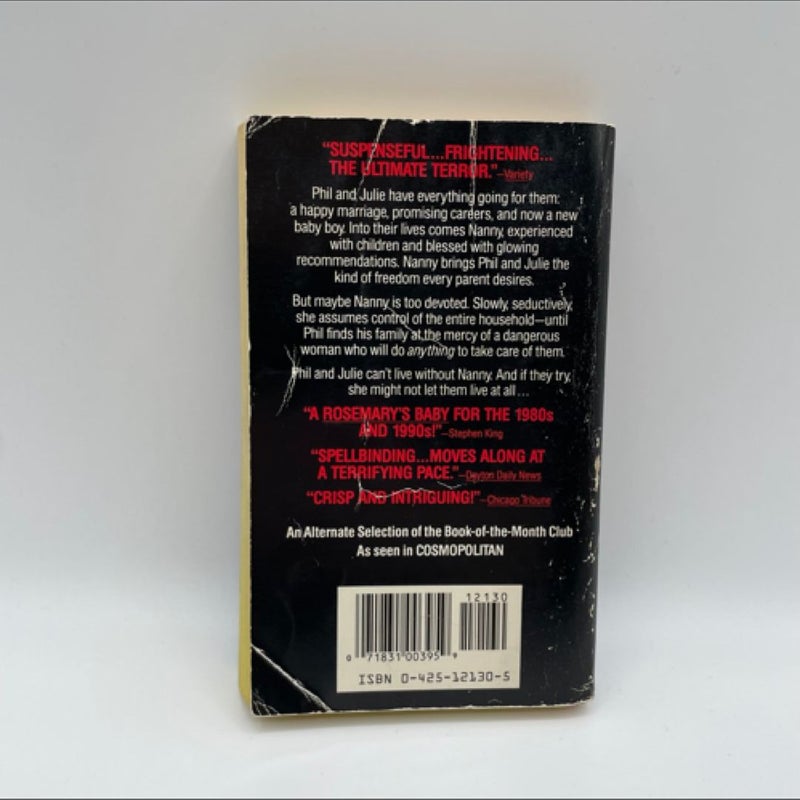 "SUSPENSEFUL...FRIGHTENING...
THE ULTIMATE TERROR."—Variety
Phil and Julie have everything going for them:
a happy marriage, promising careers, and now a new
baby boy. Into their lives comes Nanny, experienced
with children and blessed with glowing
recommendations. Nanny brings Phil and Julie the
kind of freedom every parent desires.
But maybe Nanny is too devoted. Slowly, seductively,
she assumes control of the entire household—until
Phil finds his family at the mercy of a dangerous
woman who will do anything to take care of them.
Phil and Julie can't live without Nanny. And if they try,
she might not let them live at all . . .
"A ROSEMARY'S BABY FOR THE 1980s
AND 1990s!"—Stephen King
"SPELLBINDING...MOVES ALONG AT
A TERRIFYING PACE."—Dayton Daily News
"CRISP AND INTRIGUING!"—Chicago Tribune
An Alternate Selection of the Book-of-the-Month Club
As seen in COSMOPOLITAN
12130
0 71831 00395 9
ISBN 0-425-12130-5